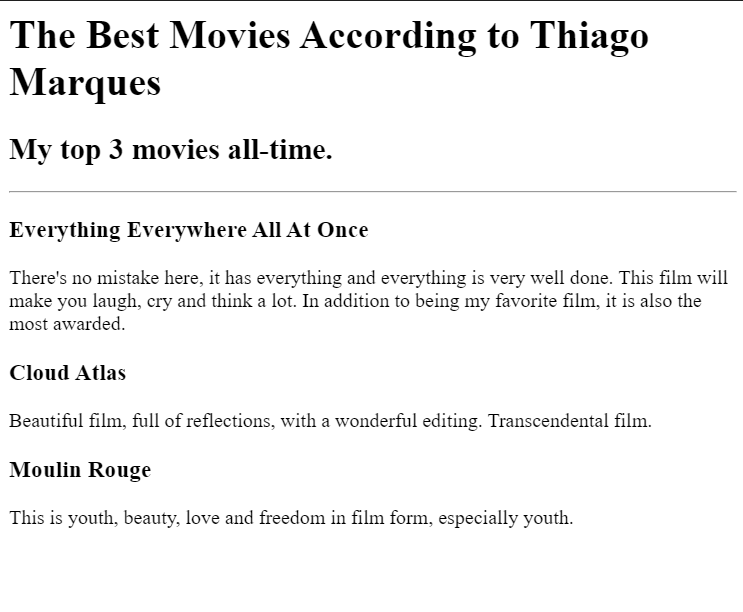 The Best Movies According to Thiago
Marques
My top 3 movies all-time.
Everything Everywhere All At Once
There's no mistake here, it has everything and everything is very well done. This film will
make you laugh, cry and think a lot. In addition to being my favorite film, it is also the
most awarded.
Cloud Atlas
Beautiful film, full of reflections, with a wonderful editing. Transcendental film.
Moulin Rouge
This is youth, beauty, love and freedom in film form, especially youth.